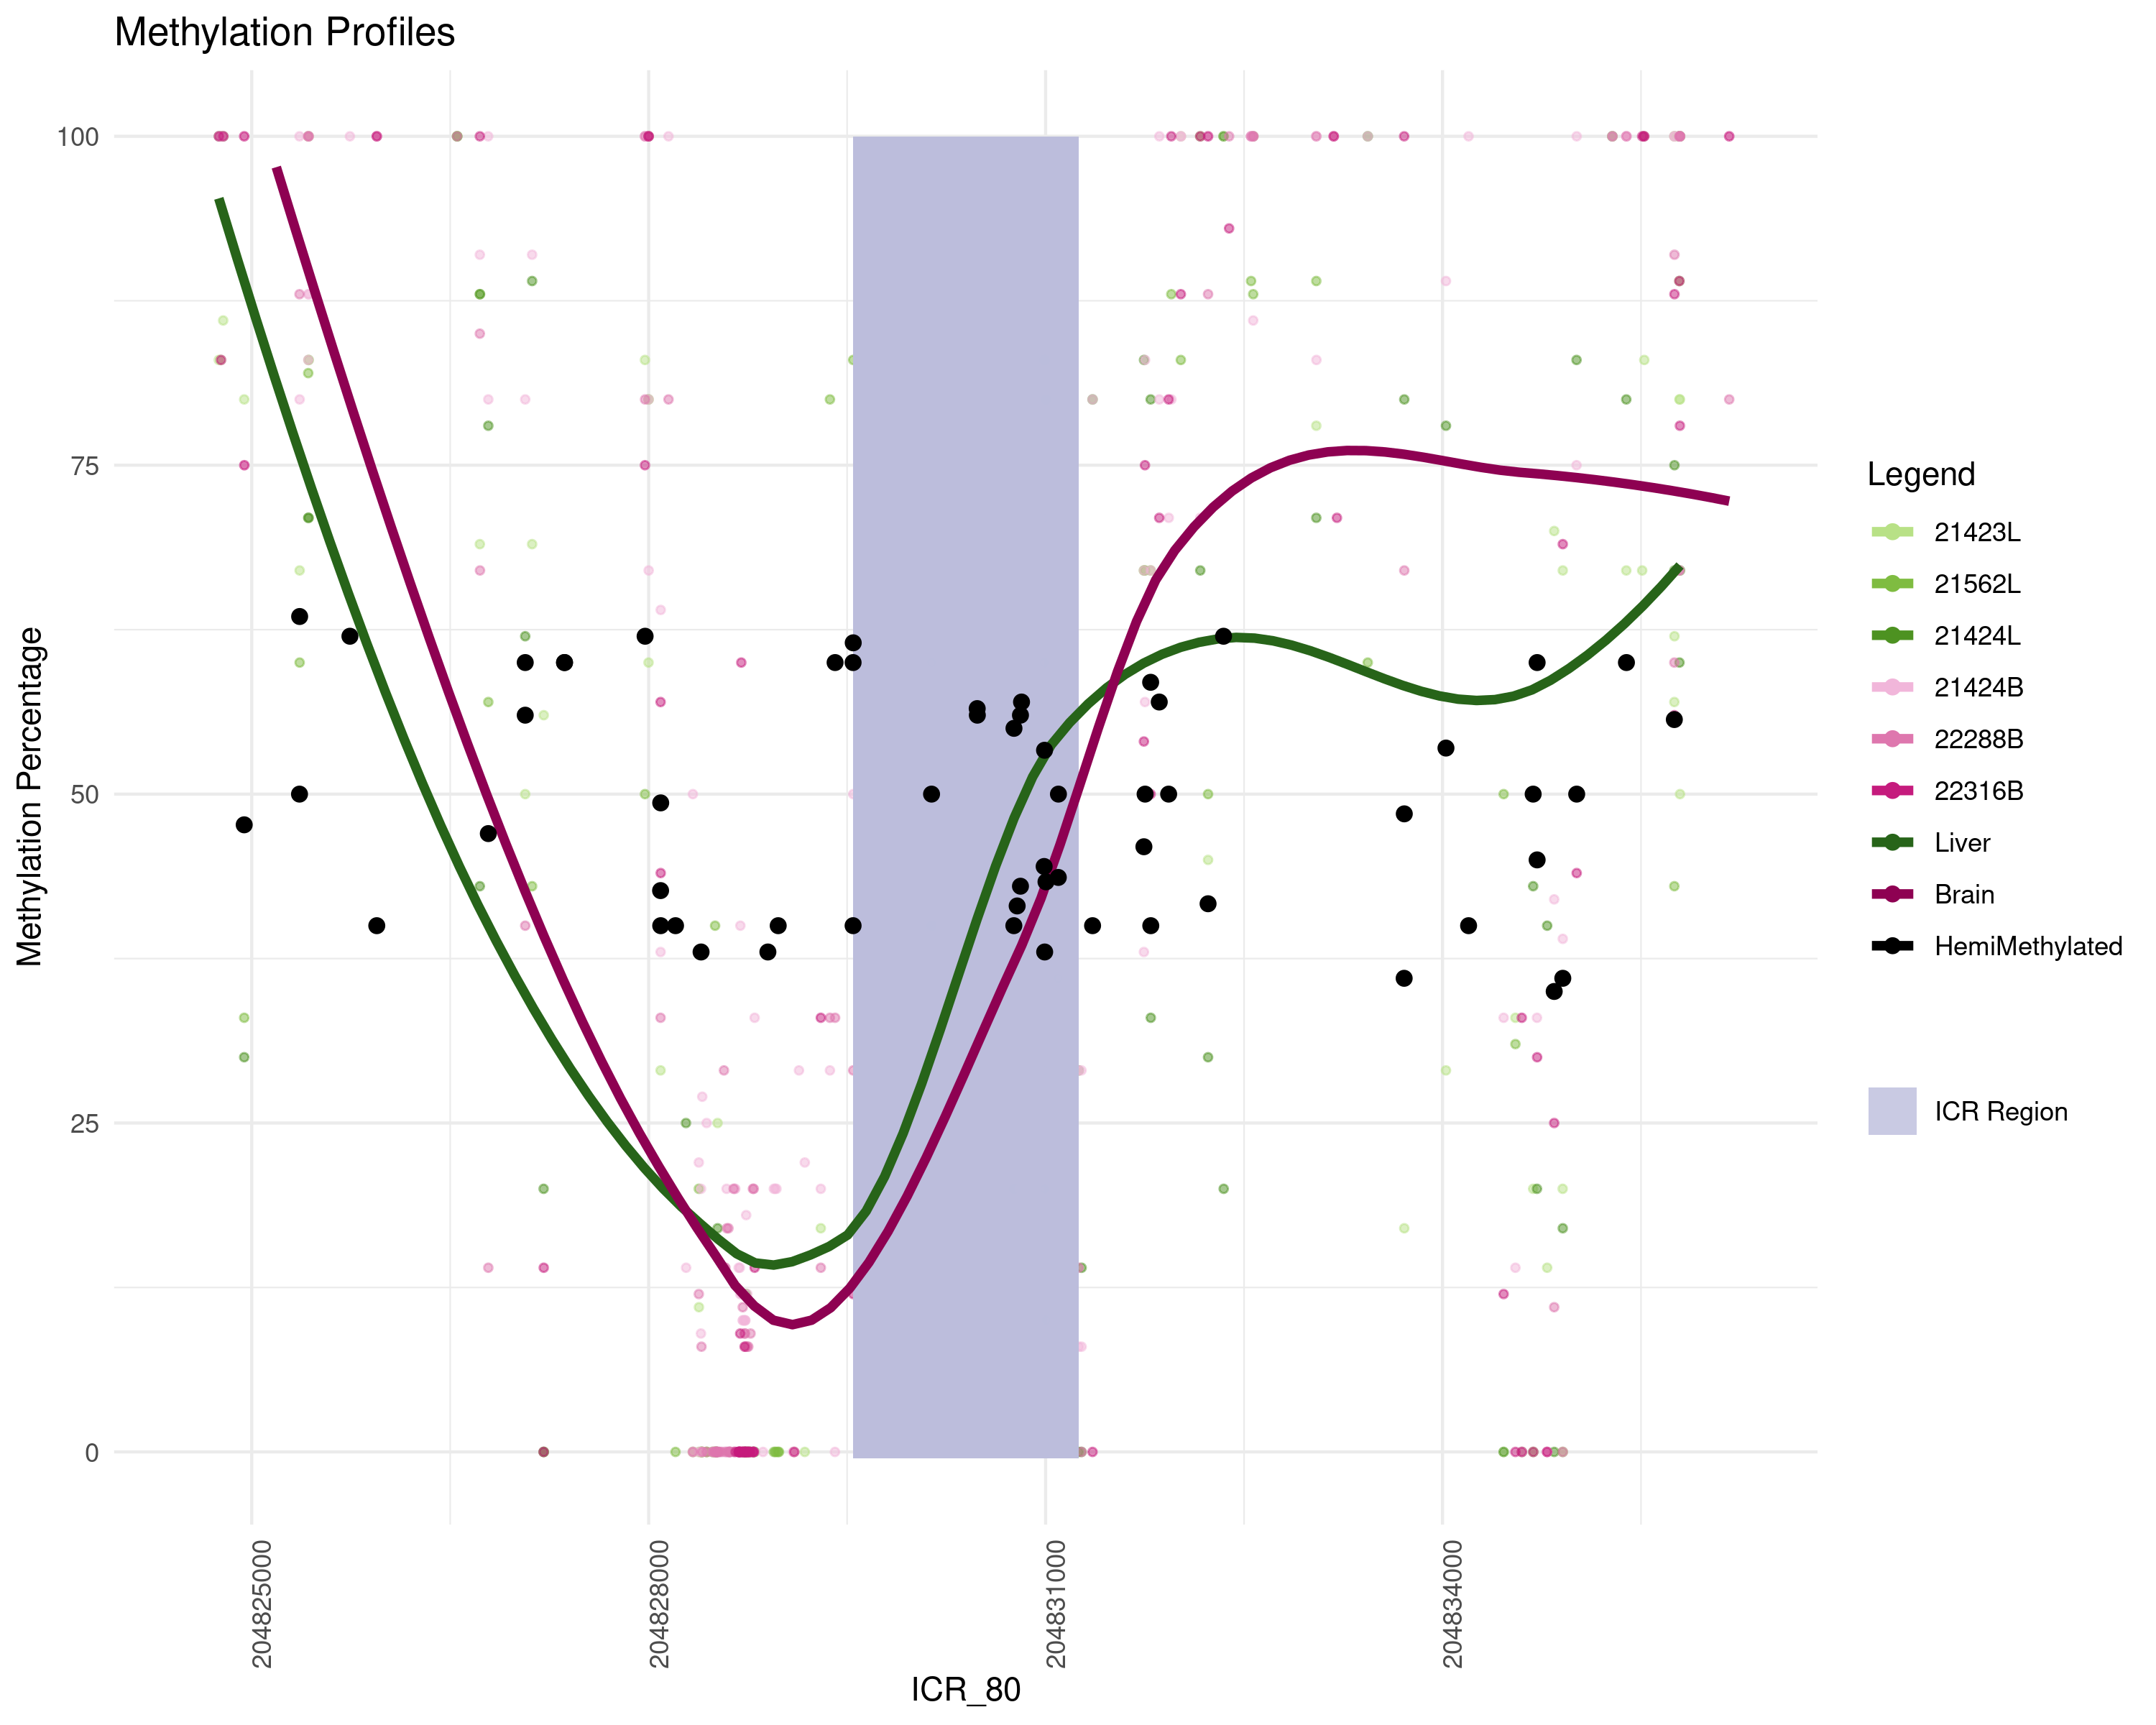 Methylation Profiles
Methylation Percentage
100
75
50
25
0
204825000
204828000
204831000
204834000
ICR_80
Legend
21423L
21562L
21424L
21424B
22288B
22316B
Liver
Brain
HemiMethylated
ICR Region